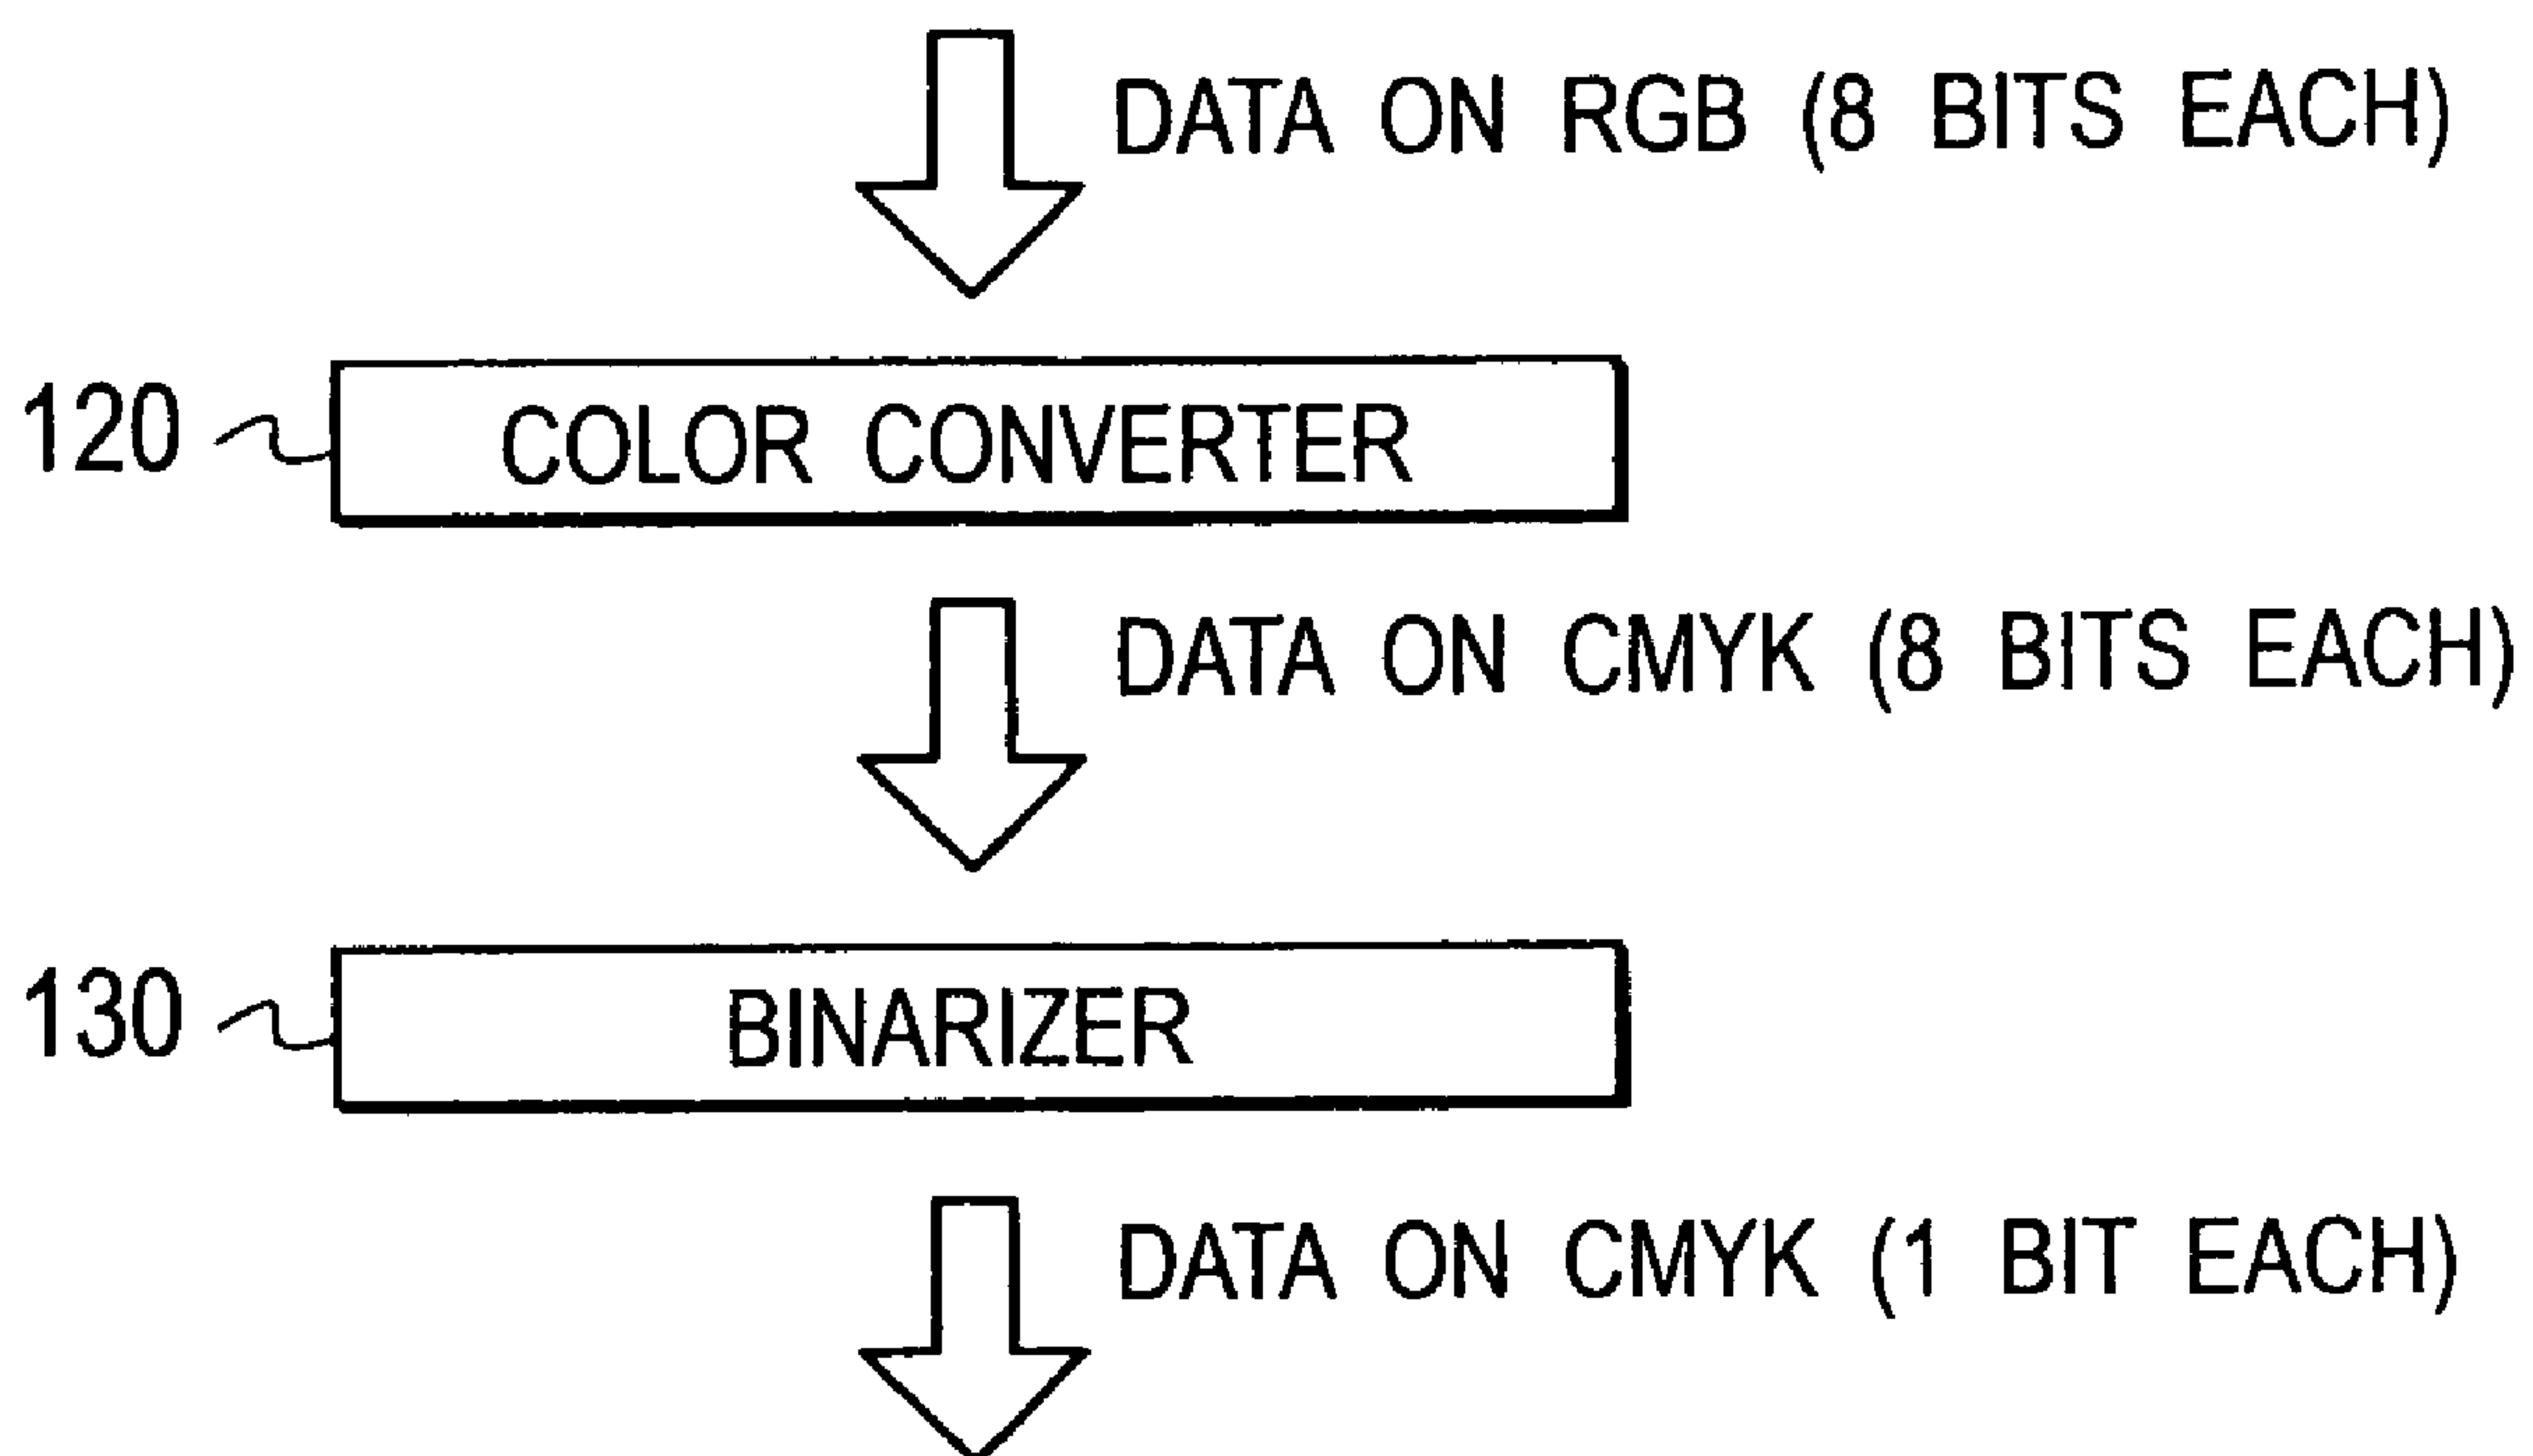 DATA ON RGB (8 BITS EACH)
120 COLOR CONVERTER
DATA ON CMYK (8 BITS EACH)
130 BINARIZER
DATA ON CMYK (1 BIT EACH)